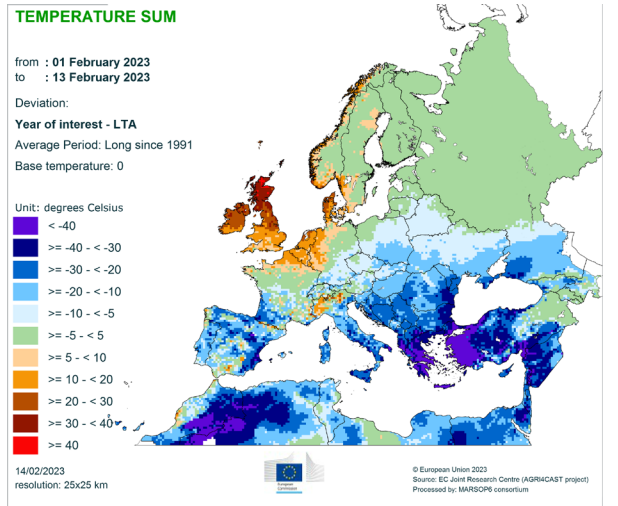 TEMPERATURE SUM
from : 01 February 2023
to : 13 February 2023
Deviation:
Year of interest - LTA
Average Period: Long since 1991
Base temperature: 0
Unit: degrees Celsius
< -40
>= -40 - < -30
>= -30 - < -20
>= -20 - < -10
>= -10 - < -5
>= -5 - < 5
>= 5 - < 10
>= 10 - < 20
>= 20 - < 30
>= 30 - < 40
>= 40
14/02/2023
resolution: 25x25 km
European
Commission
© European Union 2023
Source: EC Joint Research Centre (AGRI4CAST project)
Processed by: MARSOP6 consortium